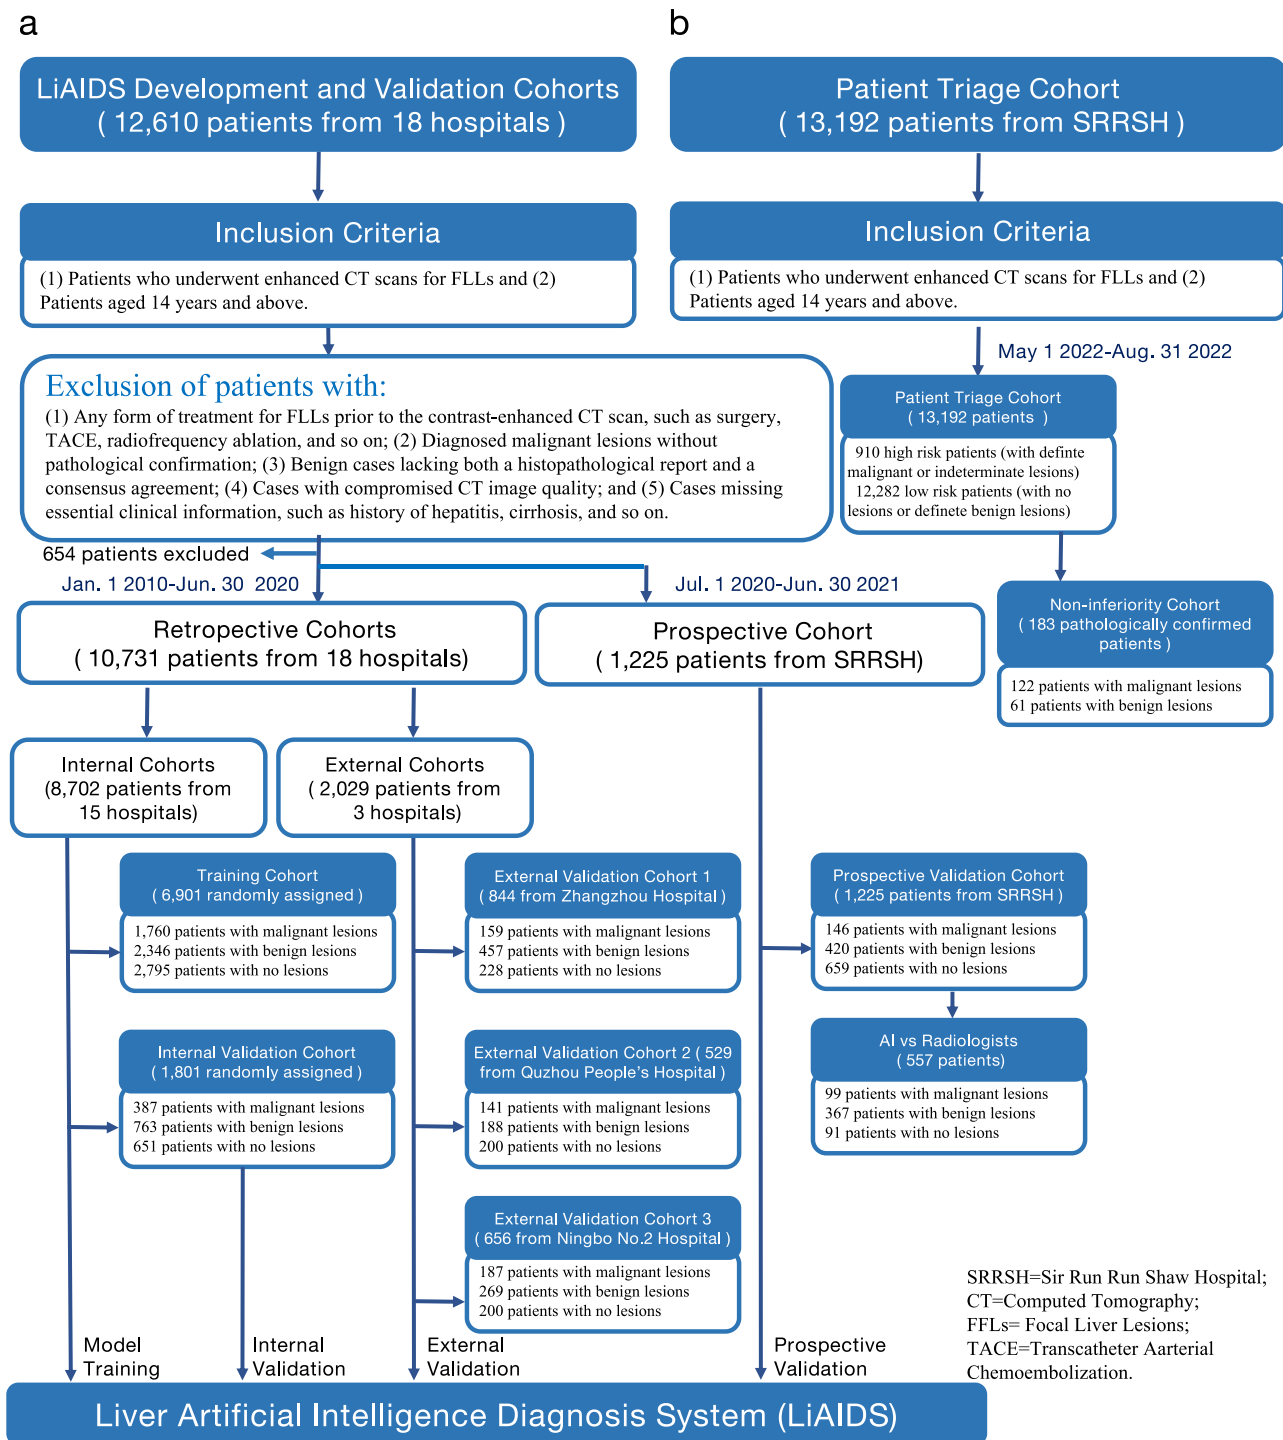 a
LiAIDS Development and Validation Cohorts
( 12,610 patients from 18 hospitals )
Inclusion Criteria
(1) Patients who underwent enhanced CT scans for FLLs and (2)
Patients aged 14 years and above.
Exclusion of patients with:
(1) Any form of treatment for FLLs prior to the contrast-enhanced CT scan, such as surgery,
TACE, radiofrequency ablation, and so on; (2) Diagnosed malignant lesions without
pathological confirmation; (3) Benign cases lacking both a histopathological report and a
consensus agreement; (4) Cases with compromised CT image quality; and (5) Cases missing
essential clinical information, such as history of hepatitis, cirrhosis, and so on.
654 patients excluded
Jan. 1 2010-Jun. 30 2020
Jul. 1 2020-Jun. 30 2021
Retropective Cohorts
( 10,731 patients from 18 hospitals)
Prospective Cohort
( 1,225 patients from SRRSH)
Internal Cohorts
(8,702 patients from
15 hospitals)
External Cohorts
( 2,029 patients from
3 hospitals)
Training Cohort
( 6,901 randomly assigned )
1,760 patients with malignant lesions
2,346 patients with benign lesions
2,795 patients with no lesions
Internal Validation Cohort
( 1,801 randomly assigned )
387 patients with malignant lesions
763 patients with benign lesions
651 patients with no lesions
External Validation Cohort 1
( 844 from Zhangzhou Hospital )
159 patients with malignant lesions
457 patients with benign lesions
228 patients with no lesions
External Validation Cohort 2 ( 529
from Quzhou People's Hospital )
141 patients with malignant lesions
188 patients with benign lesions
200 patients with no lesions
External Validation Cohort 3
( 656 from Ningbo No.2 Hospital )
187 patients with malignant lesions
269 patients with benign lesions
200 patients with no lesions
Prospective Validation Cohort
( 1,225 patients from SRRSH )
146 patients with malignant lesions
420 patients with benign lesions
659 patients with no lesions
AI vs Radiologists
( 557 patients)
99 patients with malignant lesions
367 patients with benign lesions
91 patients with no lesions
Model
Training
Internal
Validation
External
Validation
Prospective
Validation
Liver Artificial Intelligence Diagnosis System (LiAIDS)
b
Patient Triage Cohort
( 13,192 patients from SRRSH )
Inclusion Criteria
(1) Patients who underwent enhanced CT scans for FLLs and (2)
Patients aged 14 years and above.
May 1 2022-Aug. 31 2022
Patient Triage Cohort
( 13,192 patients )
910 high risk patients (with definte
malignant or indeterminate lesions)
12,282 low risk patients (with no
lesions or definete benign lesions)
Non-inferiority Cohort
( 183 pathologically confirmed
patients )
122 patients with malignant lesions
61 patients with benign lesions
SRRSH=Sir Run Run Shaw Hospital;
CT=Computed Tomography;
FFLs= Focal Liver Lesions;
TACE=Transcatheter Aarterial
Chemoembolization.